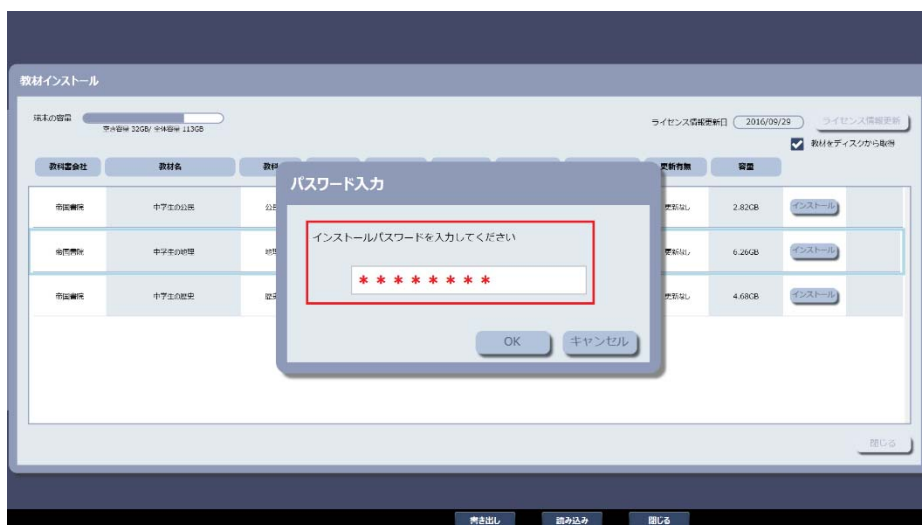 教材インストール
端末の容量
空き容量 32GB/ 全体容量 113GB
ライセンス情報更新日 2016/09/29 ライセンス情報更新
教材をディスクから取得
教科書会社 教材名 教科 更新有無 容量
帝国書院 中学生の公民 公民 更新なし 2.82GB インストール
帝国書院 中学生の地理 地理 更新なし 6.26GB インストール
帝国書院 中学生の歴史 歴史 更新なし 4.68GB インストール
パスワード入力
インストールパスワードを入力してください
* * * * * * * *
OK キャンセル
閉じる
書き出し 読み込み 閉じる